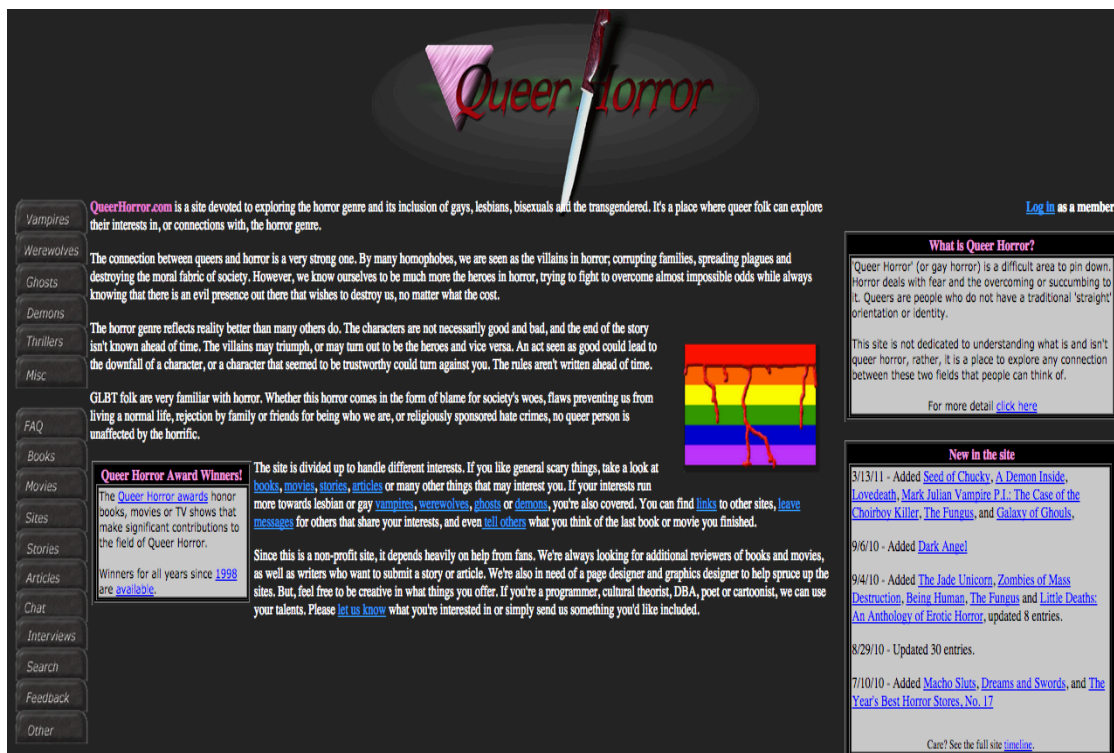 Queer Horror
Vampires
Werewolves
Ghosts
Demons
Thrillers
Misc
FAQ
Books
Movies
Sites
Stories
Articles
Chat
Interviews
Search
Feedback
Other
QueerHorror.com is a site devoted to exploring the horror genre and its inclusion of gays, lesbians, bisexuals and the transgendered. It's a place where queer folk can explore
their interests in, or connections with, the horror genre.
The connection between queers and horror is a very strong one. By many homophobes, we are seen as the villains in horror; corrupting families, spreading plagues and
destroying the moral fabric of society. However, we know ourselves to be much more the heroes in horror, trying to fight to overcome almost impossible odds while always
knowing that there is an evil presence out there that wishes to destroy us, no matter what the cost.
The horror genre reflects reality better than many others do. The characters are not necessarily good and bad, and the end of the story
isn't known ahead of time. The villains may triumph, or may turn out to be the heroes and vice versa. An act seen as good could lead to
the downfall of a character, or a character that seemed to be trustworthy could turn against you. The rules aren't written ahead of time.
GLBT folk are very familiar with horror. Whether this horror comes in the form of blame for society's woes, flaws preventing us from
living a normal life, rejection by family or friends for being who we are, or religiously sponsored hate crimes, no queer person is
unaffected by the horrific.
Queer Horror Award Winners!
The Queer Horror awards honor
books, movies or TV shows that
make significant contributions to
the field of Queer Horror.
Winners for all years since 1998
are available.
The site is divided up to handle different interests. If you like general scary things, take a look at
books, movies, stories, articles or many other things that may interest you. If your interests run
more towards lesbian or gay vampires, werewolves, ghosts or demons, you're also covered. You can find links to other sites, leave
messages for others that share your interests, and even tell others what you think of the last book or movie you finished.
Since this is a non-profit site, it depends heavily on help from fans. We're always looking for additional reviewers of books and movies,
as well as writers who want to submit a story or article. We're also in need of a page designer and graphics designer to help spruce up the
sites. But, feel free to be creative in what things you offer. If you're a programmer, cultural theorist, DBA, poet or cartoonist, we can use
your talents. Please let us know what you're interested in or simply send us something you'd like included.
Log in as a member
What is Queer Horror?
'Queer Horror' (or gay horror) is a difficult area to pin down.
Horror deals with fear and the overcoming or succumbing to
it. Queers are people who do not have a traditional 'straight'
orientation or identity.
This site is not dedicated to understanding what is and isn't
queer horror, rather, it is a place to explore any connection
between these two fields that people can think of.
For more detail click here
New in the site
3/13/11 - Added Seed of Chucky, A Demon Inside,
Lovedeath, Mark Julian Vampire P.I.: The Case of the
Choirboy Killer, The Fungus, and Galaxy of Ghouls,
9/6/10 - Added Dark Angel
9/4/10 - Added The Jade Unicorn, Zombies of Mass
Destruction, Being Human, The Fungus and Little Deaths:
An Anthology of Erotic Horror, updated 8 entries.
8/29/10 - Updated 30 entries.
7/10/10 - Added Macho Sluts, Dreams and Swords, and The
Year's Best Horror Stores, No. 17
Care? See the full site timeline.